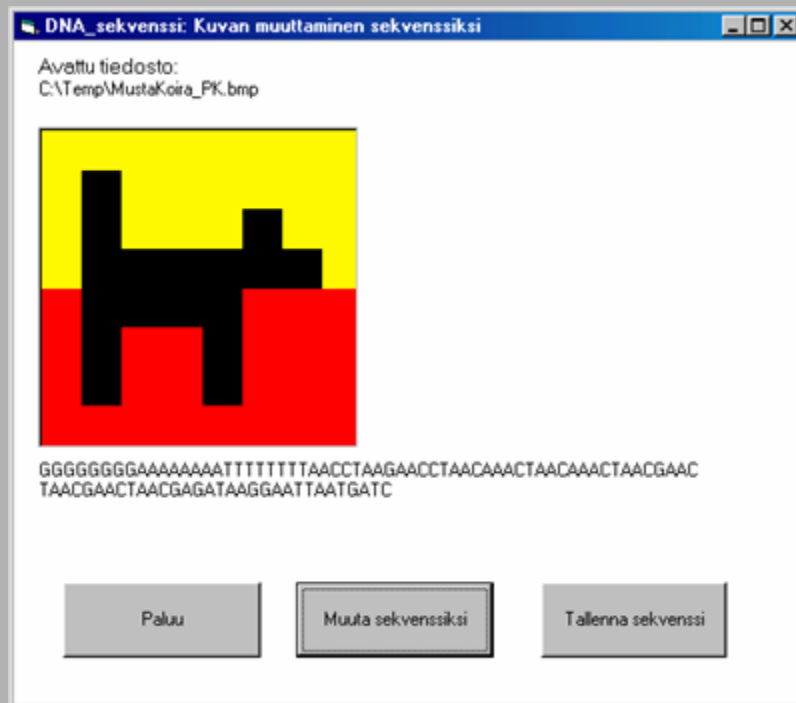 DNA_sekvenssi: Kuvan muuttaminen sekvenssiksi
Avattu tiedosto:
C:\Temp\MustaKoira_PK.bmp
GGGGGGGGAAAAAAAATTTTTTTTAACCTAAGAACCTAACAAACTAACAAACTAACGAAC
TAACGAACTAACGAGATAAGGAATTAATGATC
Paluu
Muuta sekvenssiksi
Tallenna sekvenssi